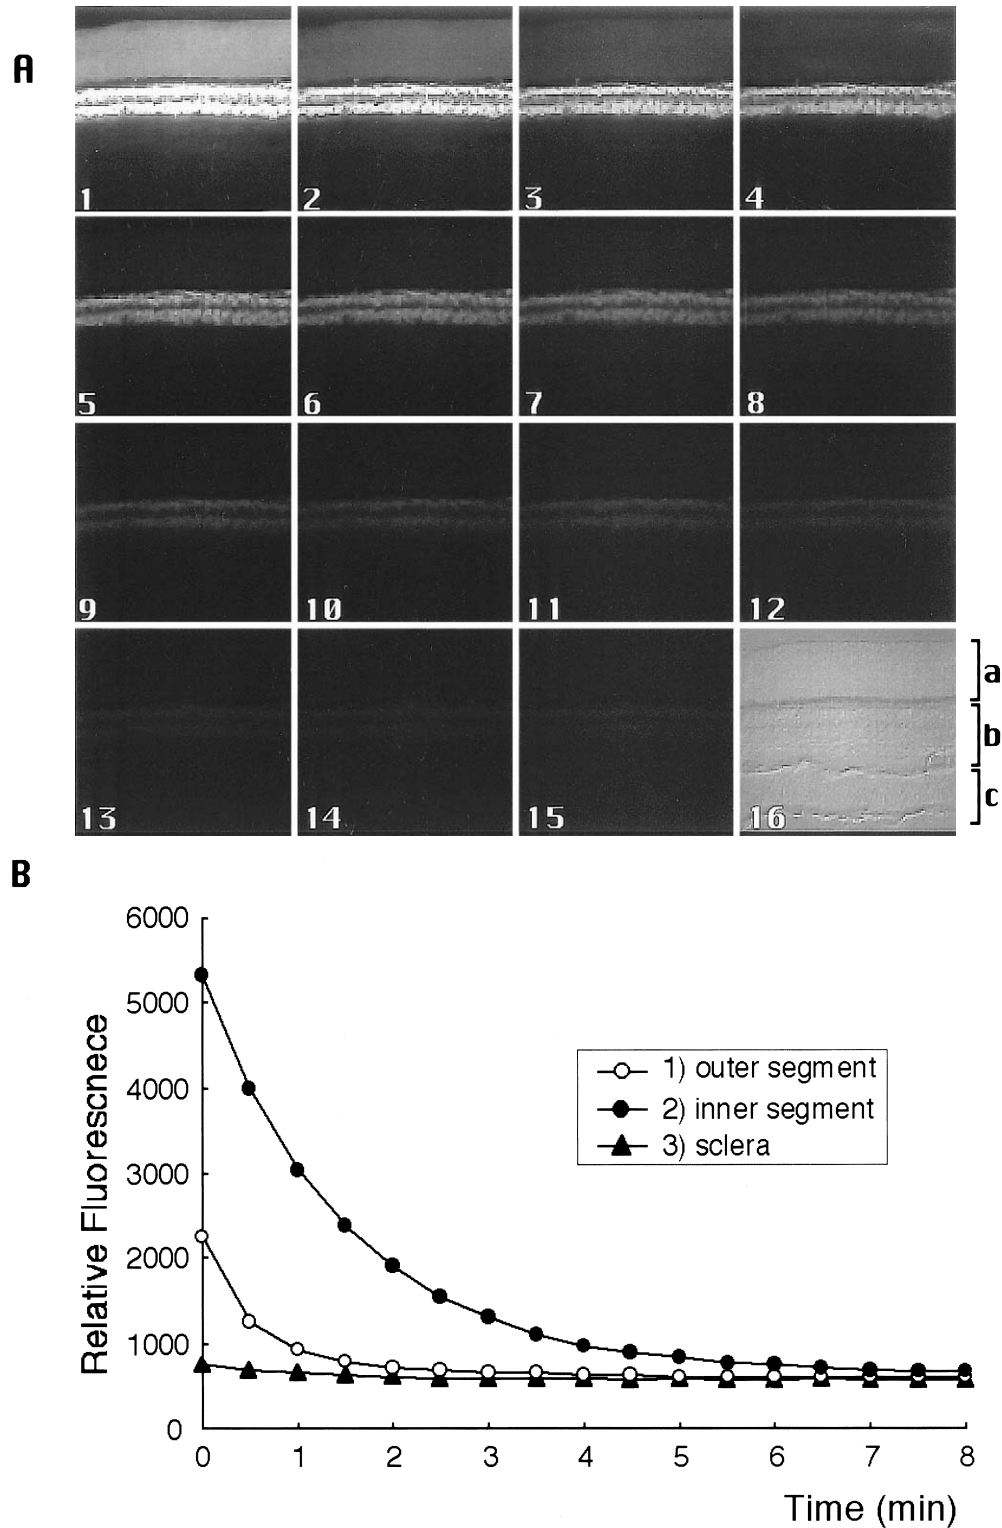 A
1
2
3
4
5
6
7
8
9
10
11
12
13
14
15
16
a
b
c
B
6000
5000
4000
3000
2000
1000
0
Relative Fluorescnece
1) outer segment
2) inner segment
3) sclera
0 1 2 3 4 5 6 7 8
Time (min)